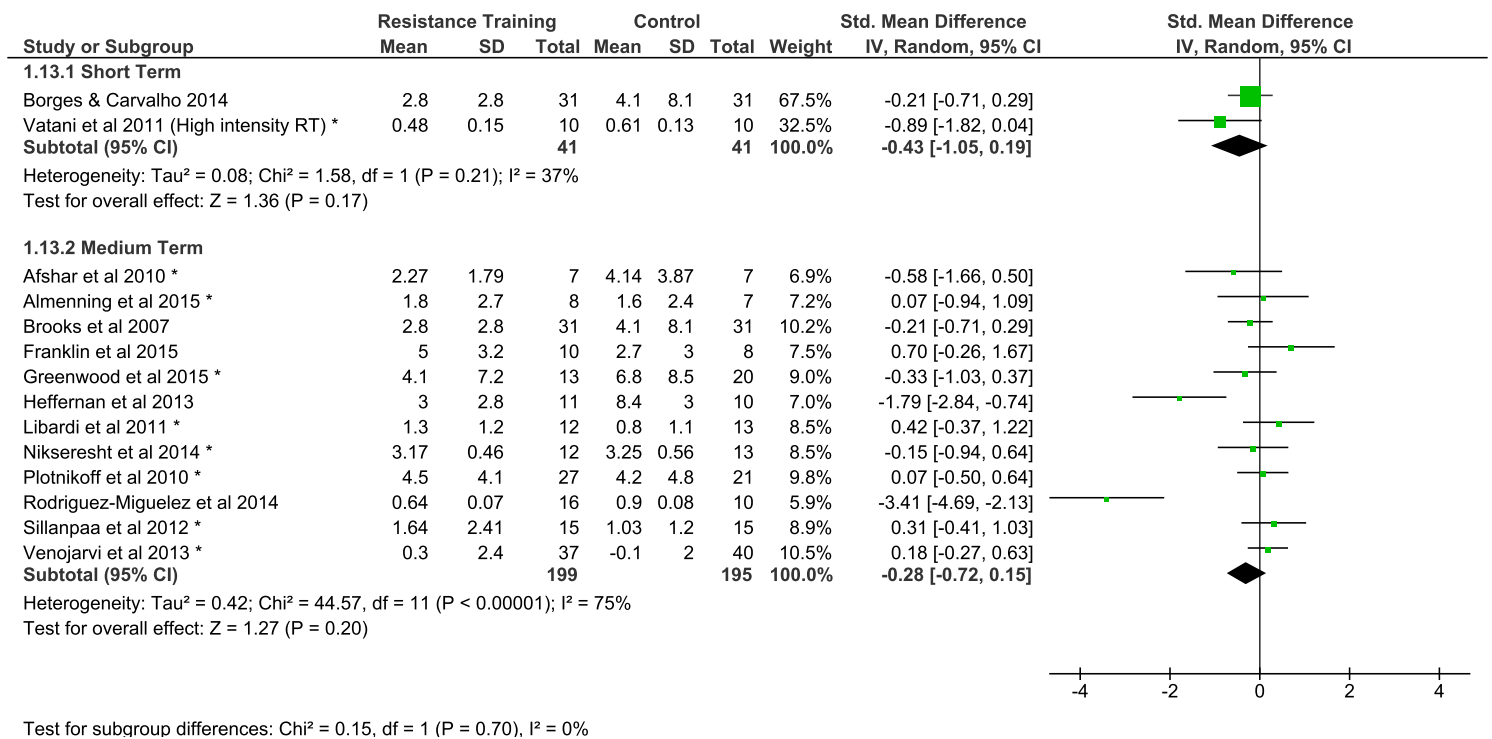 Resistance Training Control Std. Mean Difference Std. Mean Difference
Study or Subgroup Mean SD Total Mean SD Total Weight IV, Random, 95% CI IV, Random, 95% CI
1.13.1 Short Term
Borges & Carvalho 2014 2.8 2.8 31 4.1 8.1 31 67.5% -0.21 [-0.71, 0.29]
Vatani et al 2011 (High intensity RT) * 0.48 0.15 10 0.61 0.13 10 32.5% -0.89 [-1.82, 0.04]
Subtotal (95% CI) 41 41 100.0% -0.43 [-1.05, 0.19]
Heterogeneity: Tau² = 0.08; Chi² = 1.58, df = 1 (P = 0.21); I² = 37%
Test for overall effect: Z = 1.36 (P = 0.17)
1.13.2 Medium Term
Afshar et al 2010 * 2.27 1.79 7 4.14 3.87 7 6.9% -0.58 [-1.66, 0.50]
Almenning et al 2015 * 1.8 2.7 8 1.6 2.4 7 7.2% 0.07 [-0.94, 1.09]
Brooks et al 2007 2.8 2.8 31 4.1 8.1 31 10.2% -0.21 [-0.71, 0.29]
Franklin et al 2015 5 3.2 10 2.7 3 8 7.5% 0.70 [-0.26, 1.67]
Greenwood et al 2015 * 4.1 7.2 13 6.8 8.5 20 9.0% -0.33 [-1.03, 0.37]
Heffernan et al 2013 3 2.8 11 8.4 3 10 7.0% -1.79 [-2.84, -0.74]
Libardi et al 2011 * 1.3 1.2 12 0.8 1.1 13 8.5% 0.42 [-0.37, 1.22]
Nikseresht et al 2014 * 3.17 0.46 12 3.25 0.56 13 8.5% -0.15 [-0.94, 0.64]
Plotnikoff et al 2010 * 4.5 4.1 27 4.2 4.8 21 9.8% 0.07 [-0.50, 0.64]
Rodriguez-Miguelez et al 2014 0.64 0.07 16 0.9 0.08 10 5.9% -3.41 [-4.69, -2.13]
Sillanpaa et al 2012 * 1.64 2.41 15 1.03 1.2 15 8.9% 0.31 [-0.41, 1.03]
Venojarvi et al 2013 * 0.3 2.4 37 -0.1 2 40 10.5% 0.18 [-0.27, 0.63]
Subtotal (95% CI) 199 195 100.0% -0.28 [-0.72, 0.15]
Heterogeneity: Tau² = 0.42; Chi² = 44.57, df = 11 (P < 0.00001); I² = 75%
Test for overall effect: Z = 1.27 (P = 0.20)
-4 -2 0 2 4
Test for subgroup differences: Chi² = 0.15, df = 1 (P = 0.70), I² = 0%